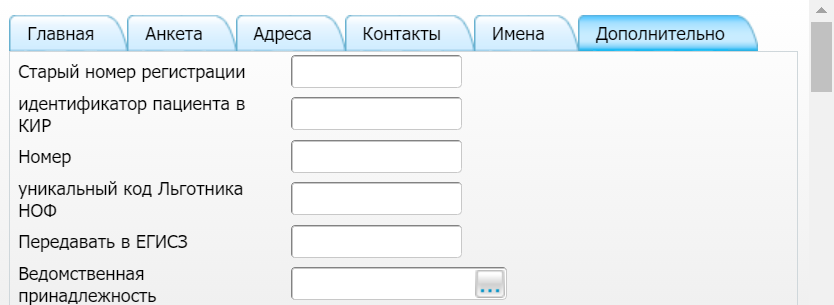 Главная Анкета Адреса Контакты Имена Дополнительно
Старый номер регистрации
идентификатор пациента в
КИР
Номер
уникальный код Льготника
НОФ
Передавать в ЕГИСЗ
Ведомственная
принадлежность
...